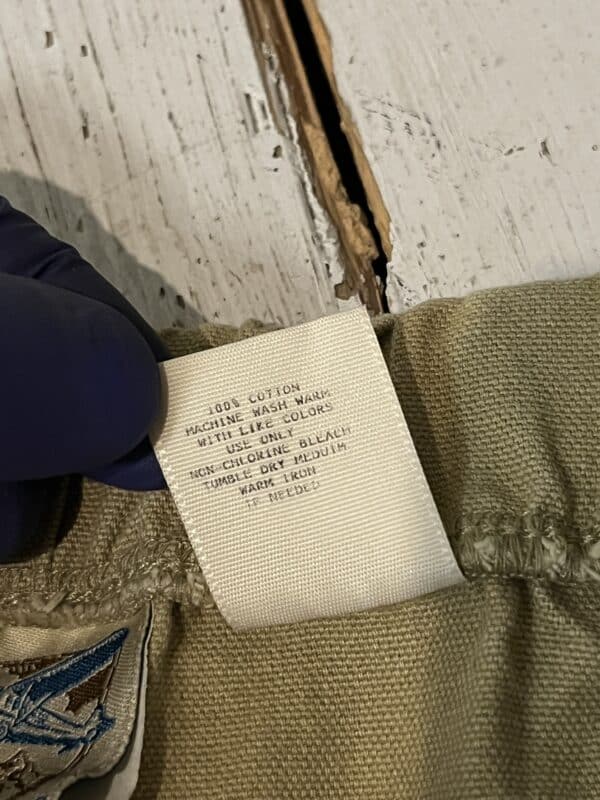 100% COTTON
MACHINE WASH WARM
WITH LIKE COLORS
USE ONLY
NON-CHLORINE BLEACH
TUMBLE DRY MEDUIM
WARM IRON
IF NEEDED